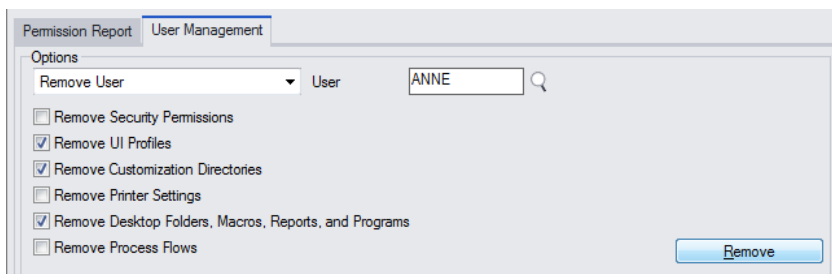 Permission Report User Management
Options
Remove User User ANNE
Remove Security Permissions
Remove UI Profiles
Remove Customization Directories
Remove Printer Settings
Remove Desktop Folders, Macros, Reports, and Programs
Remove Process Flows
Remove